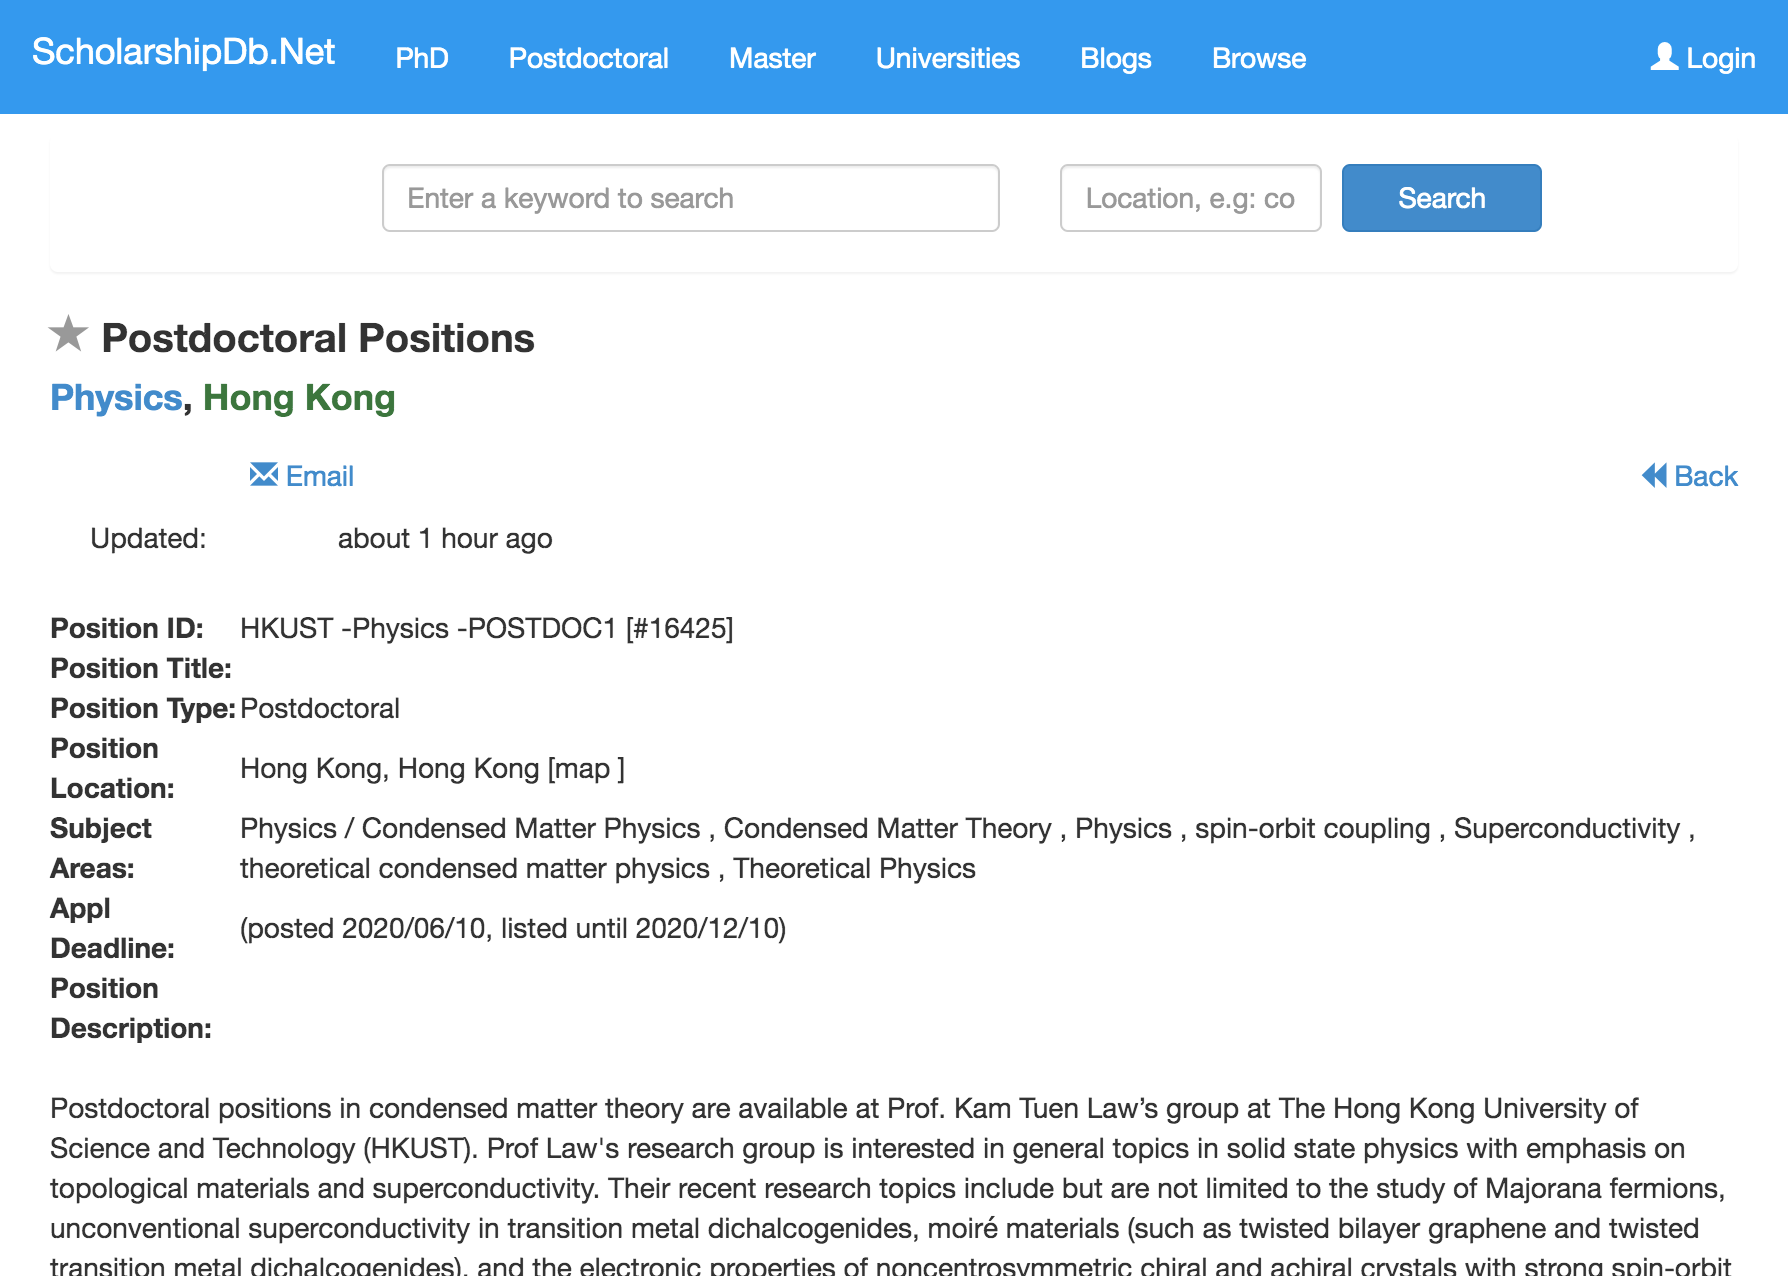 ScholarshipDb.Net PhD Postdoctoral Master Universities Blogs Browse Login
Enter a keyword to search Location, e.g: co Search
Postdoctoral Positions
Physics, Hong Kong
Email Back
Updated: about 1 hour ago
Position ID: HKUST -Physics -POSTDOC1 [#16425]
Position Title:
Position Type: Postdoctoral
Position
Location:
Hong Kong, Hong Kong [map ]
Subject
Areas:
Physics / Condensed Matter Physics , Condensed Matter Theory , Physics , spin-orbit coupling , Superconductivity ,
theoretical condensed matter physics , Theoretical Physics
Appl
Deadline:
(posted 2020/06/10, listed until 2020/12/10)
Position
Description:
Postdoctoral positions in condensed matter theory are available at Prof. Kam Tuen Law’s group at The Hong Kong University of
Science and Technology (HKUST). Prof Law's research group is interested in general topics in solid state physics with emphasis on
topological materials and superconductivity. Their recent research topics include but are not limited to the study of Majorana fermions,
unconventional superconductivity in transition metal dichalcogenides, moiré materials (such as twisted bilayer graphene and twisted
transition metal dichalcogenides), and the electronic properties of noncentrosymmetric chiral and achiral crystals with strong spin-orbit